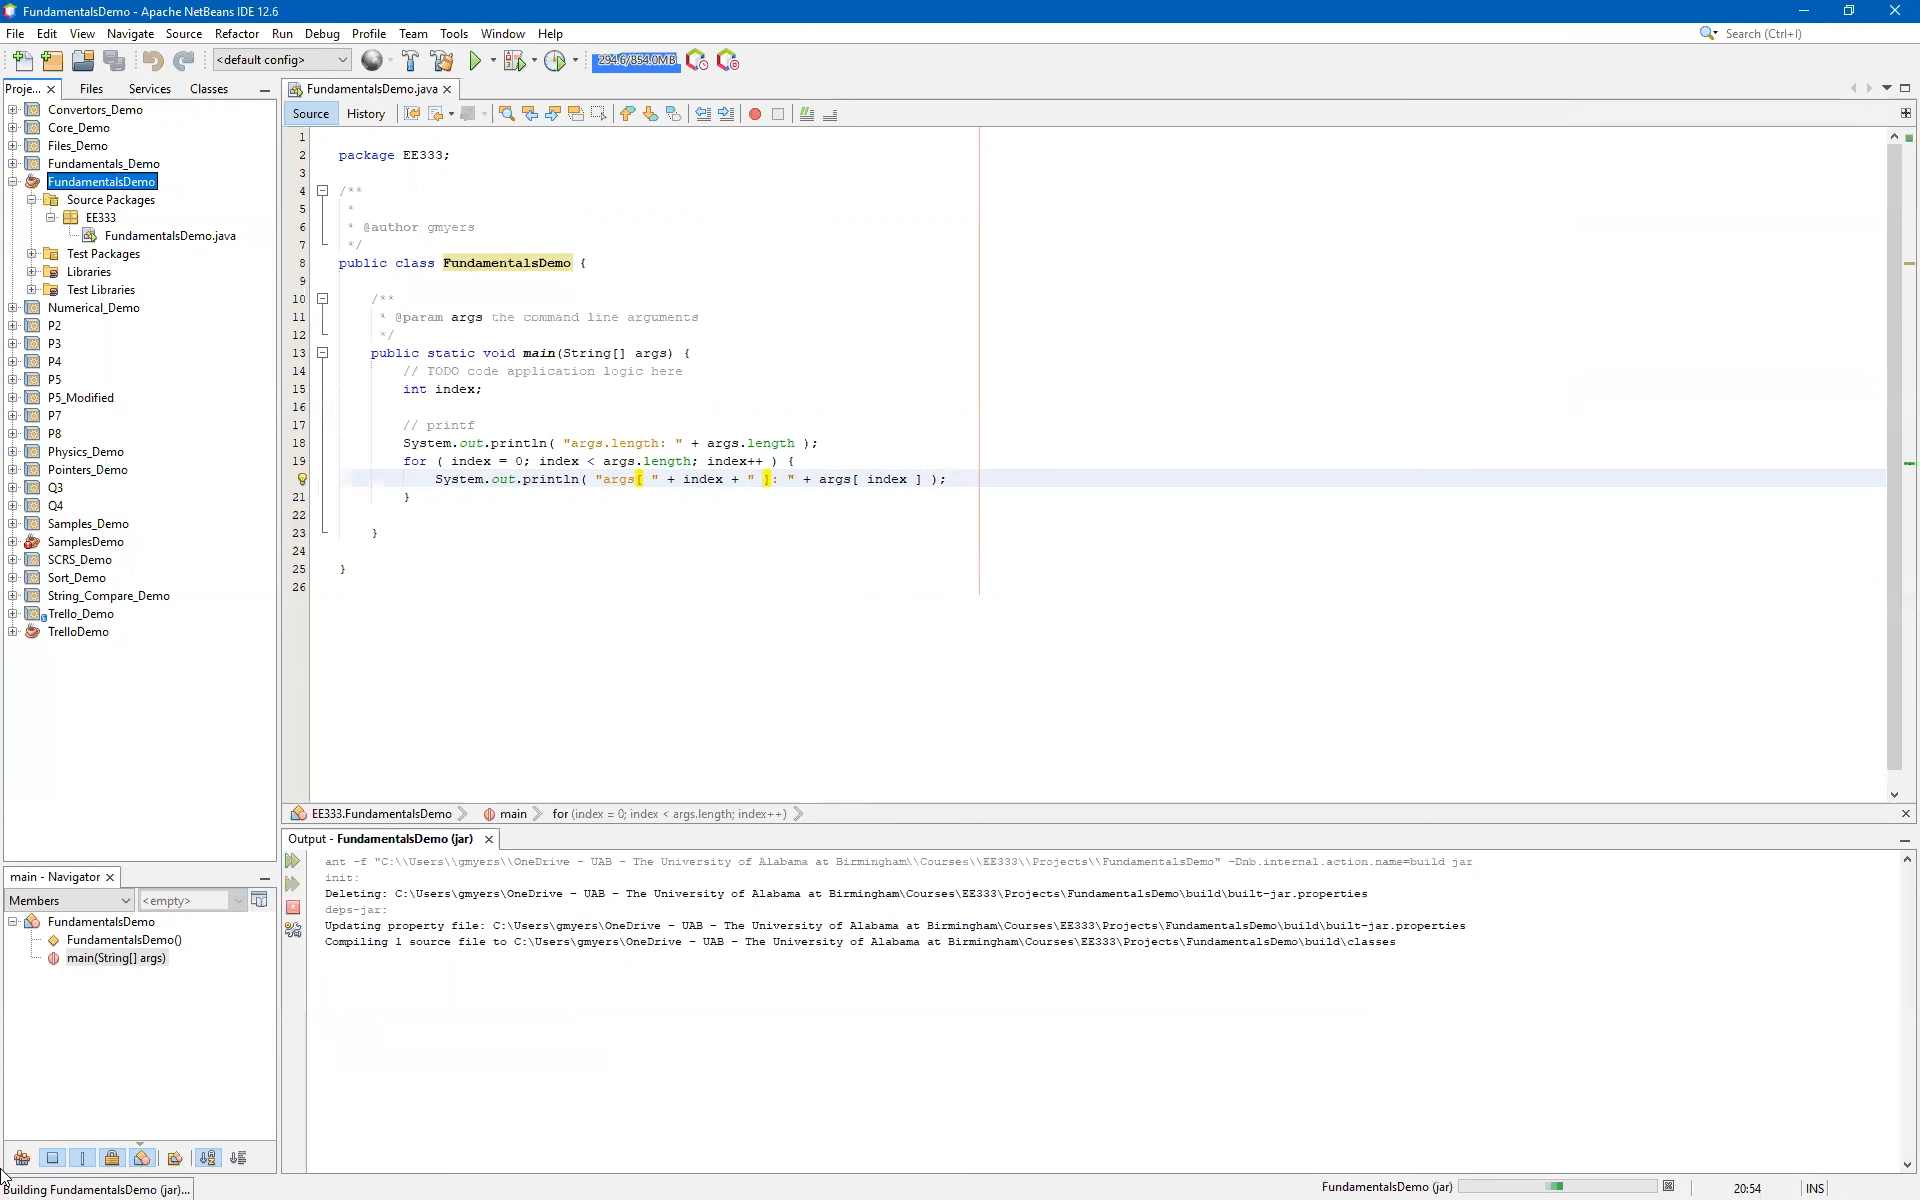 FundamentalsDemo - Apache NetBeans IDE 12.6
File Edit View Navigate Source Refactor Run Debug Profile Team Tools Window Help
Search (Ctrl+I)
<default config>
294.6/854.0MB
Proje...
Files
Services
Classes
Convertors_Demo
Core_Demo
Files_Demo
Fundamentals_Demo
FundamentalsDemo
Source Packages
EE333
FundamentalsDemo.java
Test Packages
Libraries
Test Libraries
Numerical_Demo
P2
P3
P4
P5
P5_Modified
P7
P8
Physics_Demo
Pointers_Demo
Q3
Q4
Samples_Demo
SamplesDemo
SCRS_Demo
Sort_Demo
String_Compare_Demo
Trello_Demo
TrelloDemo
main - Navigator
Members
<empty>
FundamentalsDemo
FundamentalsDemo()
main(String[] args)
FundamentalsDemo.java
Source History
1
2 package EE333;
3
4 /**
5 *
6 * @author gmyers
7 */
8 public class FundamentalsDemo {
9
10 /**
11 * @param args the command line arguments
12 */
13 public static void main(String[] args) {
14 // TODO code application logic here
15 int index;
16
17 // printf
18 System.out.println( "args.length: " + args.length );
19 for ( index = 0; index < args.length; index++ ) {
System.out.println( "args[ " + index + " ]: " + args[ index ] );
21 }
22
23 }
24
25 }
26
EE333.FundamentalsDemo
main
for (index = 0; index < args.length; index++)
Output - FundamentalsDemo (jar)
ant -f "C:\\Users\\gmyers\\OneDrive - UAB - The University of Alabama at Birmingham\\Courses\\EE333\\Projects\\FundamentalsDemo" -Dnb.internal.action.name=build jar
init:
Deleting: C:\Users\gmyers\OneDrive - UAB - The University of Alabama at Birmingham\Courses\EE333\Projects\FundamentalsDemo\build\built-jar.properties
deps-jar:
Updating property file: C:\Users\gmyers\OneDrive - UAB - The University of Alabama at Birmingham\Courses\EE333\Projects\FundamentalsDemo\build\built-jar.properties
Compiling 1 source file to C:\Users\gmyers\OneDrive - UAB - The University of Alabama at Birmingham\Courses\EE333\Projects\FundamentalsDemo\build\classes
Building FundamentalsDemo (jar)...
FundamentalsDemo (jar)
20:54
INS